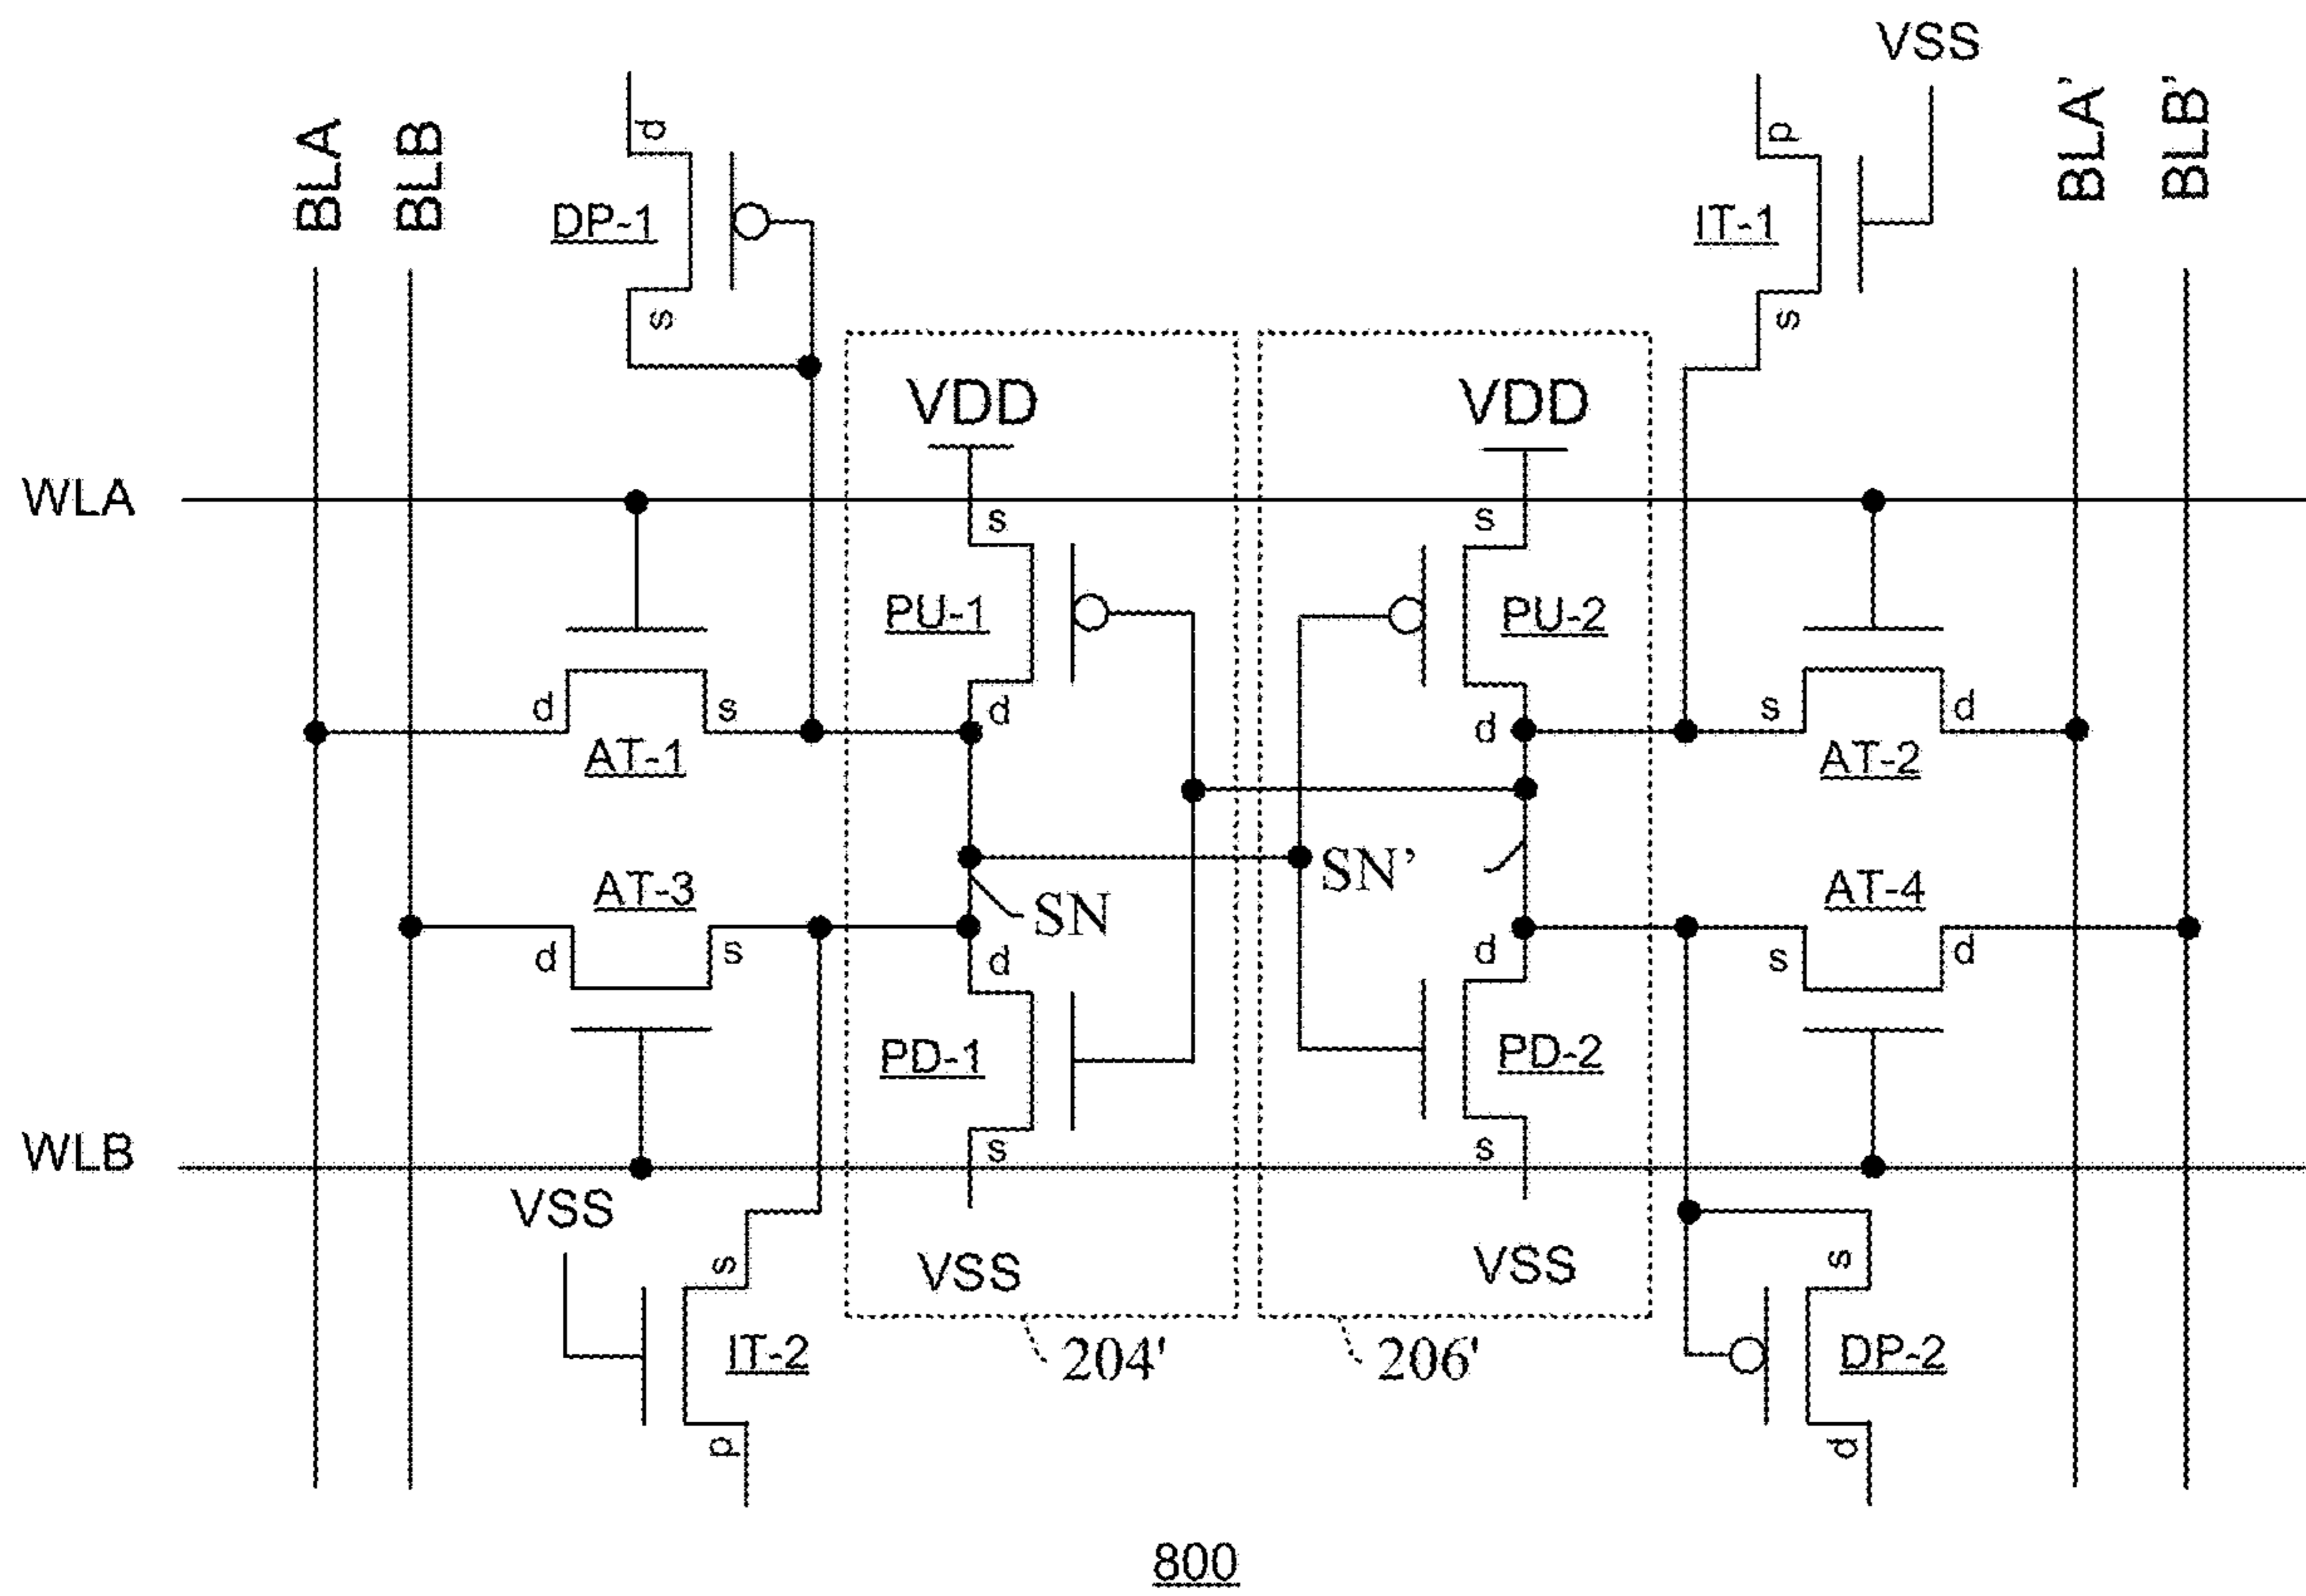 VSS
BLA
BLB
d
DP-1
s
d
IT-1
s
BLA'
BLB'
VDD
VDD
WLA
s
s
PU-1
PU-2
d
s
d
d
s
d
AT-1
AT-2
AT-3
SN
SN'
AT-4
d
s
d
d
s
d
PD-1
PD-2
s
s
WLB
VSS
VSS
VSS
s
IT-2
d
204'
206'
s
DP-2
d
800